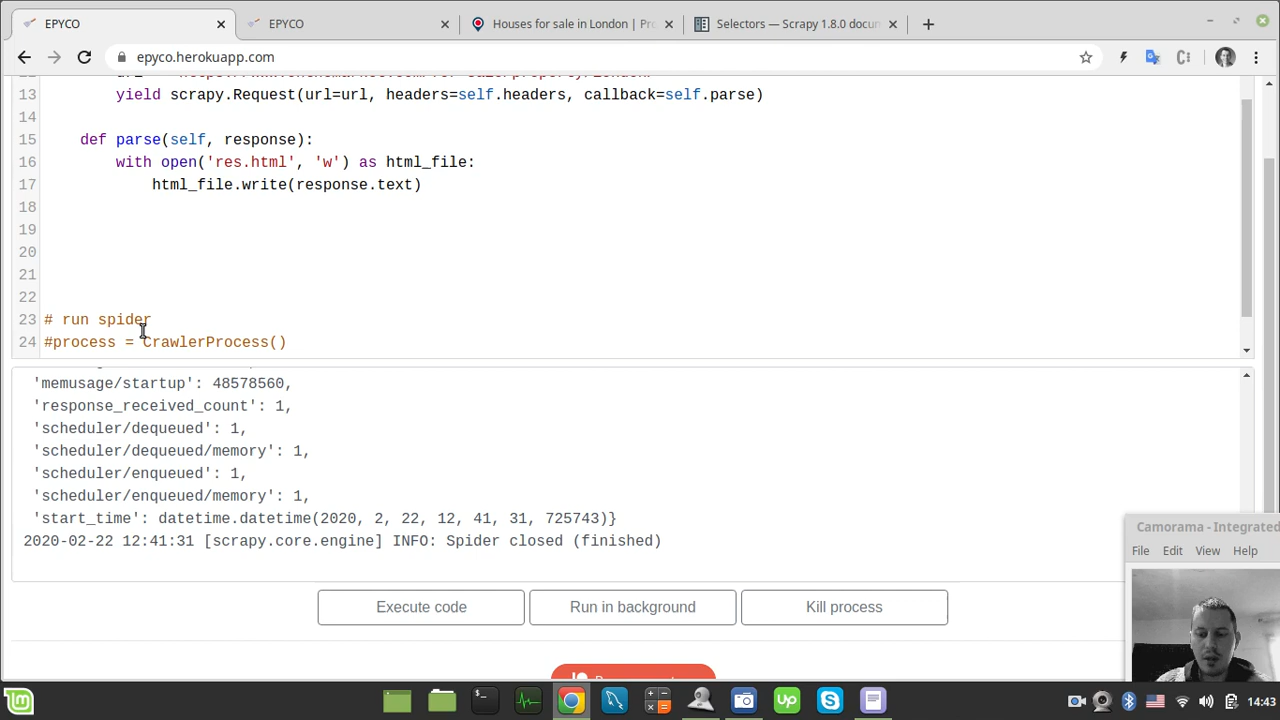 EPYCO
EPYCO
Houses for sale in London | Pr
Selectors — Scrapy 1.8.0 docu
epyco.herokuapp.com
13 yield scrapy.Request(url=url, headers=self.headers, callback=self.parse)
14
15 def parse(self, response):
16 with open('res.html', 'w') as html_file:
17 html_file.write(response.text)
18
19
20
21
22
23 # run spider
24 #process = CrawlerProcess()
'memusage/startup': 48578560,
'response_received_count': 1,
'scheduler/dequeued': 1,
'scheduler/dequeued/memory': 1,
'scheduler/enqueued': 1,
'scheduler/enqueued/memory': 1,
'start_time': datetime.datetime(2020, 2, 22, 12, 41, 31, 725743)}
2020-02-22 12:41:31 [scrapy.core.engine] INFO: Spider closed (finished)
Execute code
Run in background
Kill process
Camorama - Integrated
File Edit View Help
14:43